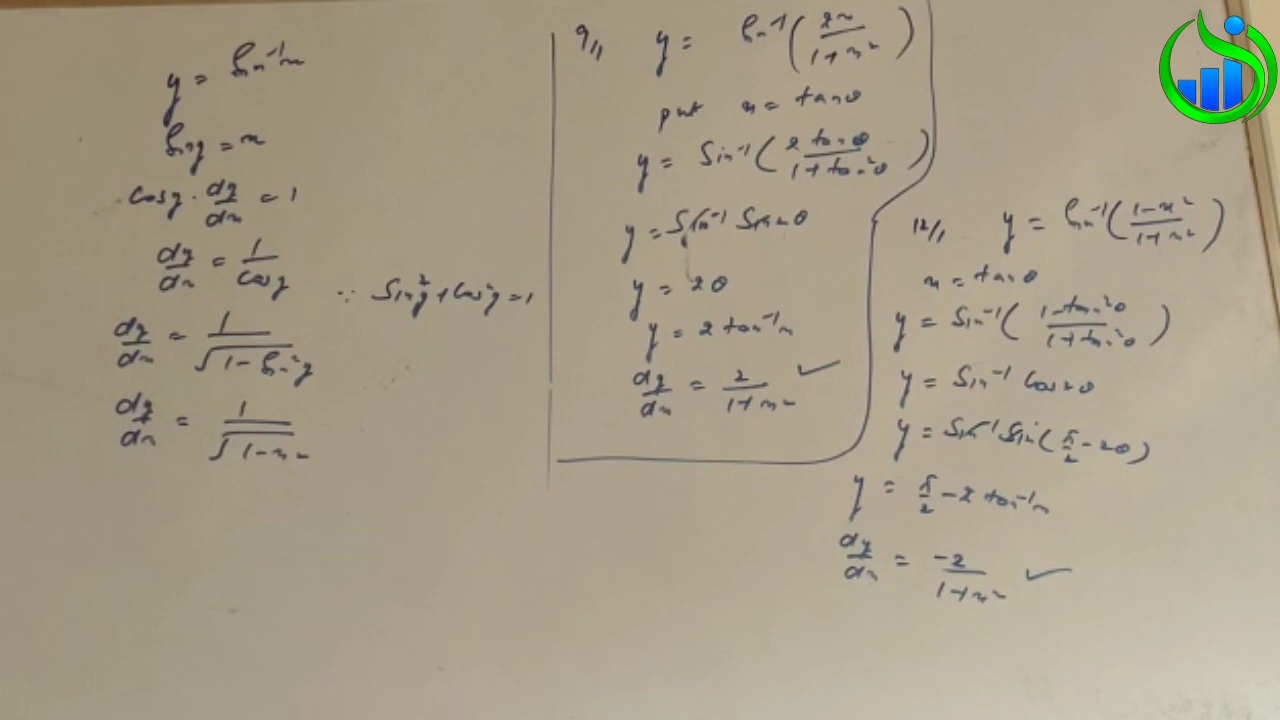 y = Sin⁻¹x
Siny = x
Cosy · dy/dx = 1
dy/dx = 1/Cosy
∵ Sin²y + Cos²y = 1
dy/dx = 1/√(1 - Sin²y)
dy/dx = 1/√(1 - x²)
9// y = Sin⁻¹(2x/(1+x²))
put x = tanθ
y = Sin⁻¹(2tanθ/(1+tan²θ))
y = Sin⁻¹ Sin2θ
y = 2θ
y = 2tan⁻¹x
dy/dx = 2/(1+x²) ✓
12// y = Sin⁻¹((1-x²)/(1+x²))
x = tanθ
y = Sin⁻¹((1-tan²θ)/(1+tan²θ))
y = Sin⁻¹ Cos2θ
y = Sin⁻¹ Sin(π/2 - 2θ)
y = π/2 - 2tan⁻¹x
dy/dx = -2/(1+x²) ✓